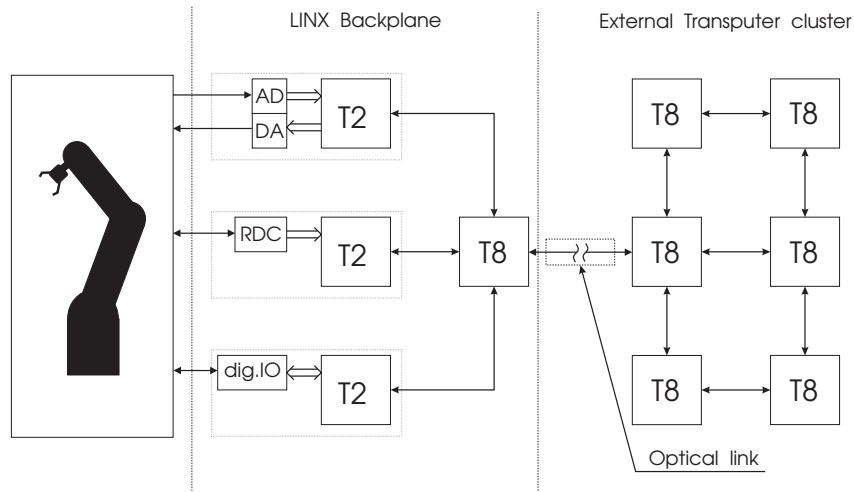 LINX Backplane
External Transputer cluster
AD
DA
T2
T8
T8
RDC
T2
T8
T8
T8
dig.IO
T2
T8
T8
Optical link